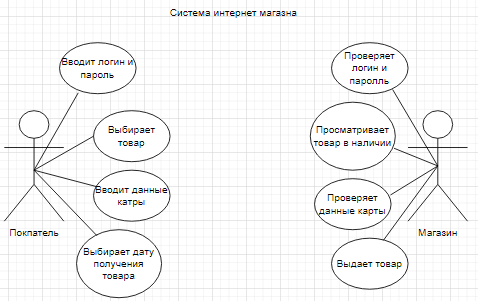 Система интернет магазна
Вводит логин и
пароль
Проверяет
логин и
паролль
Выбирает
товар
Просматривает
товар в наличии
Вводит данные
катры
Проверяет
данные карты
Покпатель
Магазин
Выбирает дату
получения
товара
Выдает товар